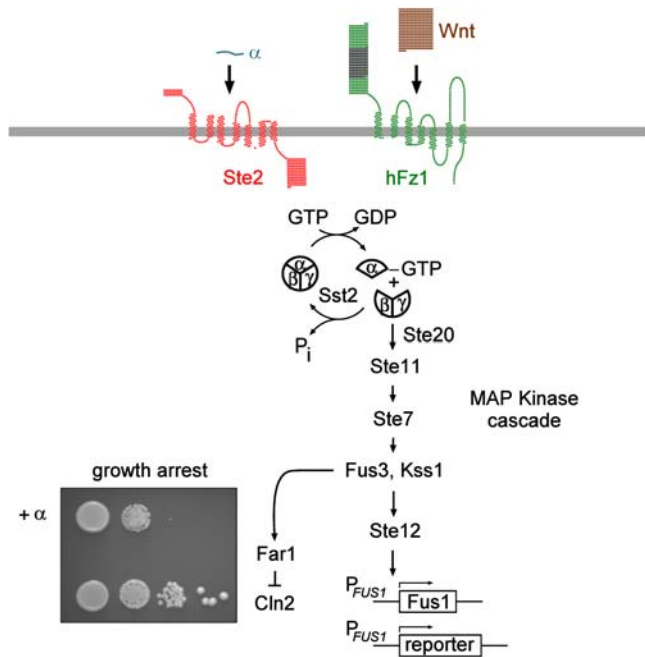 α
Wnt
Ste2
hFz1
GTP
GDP
α
β γ
α –GTP
+
β γ
Sst2
Pi
Ste20
Ste11
MAP Kinase
cascade
Ste7
growth arrest
Fus3, Kss1
+ α
Ste12
Far1
Cln2
PFUS1
Fus1
PFUS1
reporter